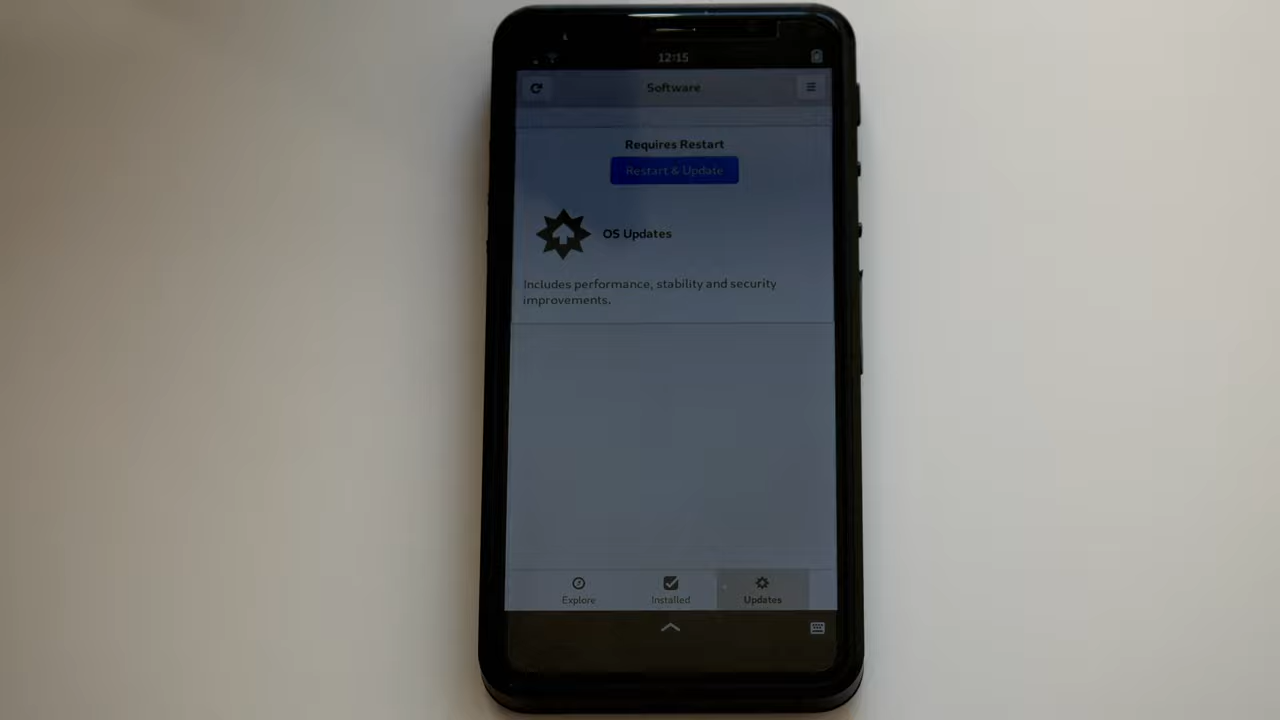 12:15
Software
Requires Restart
Restart & Update
OS Updates
Includes performance, stability and security
improvements.
Explore
Installed
Updates